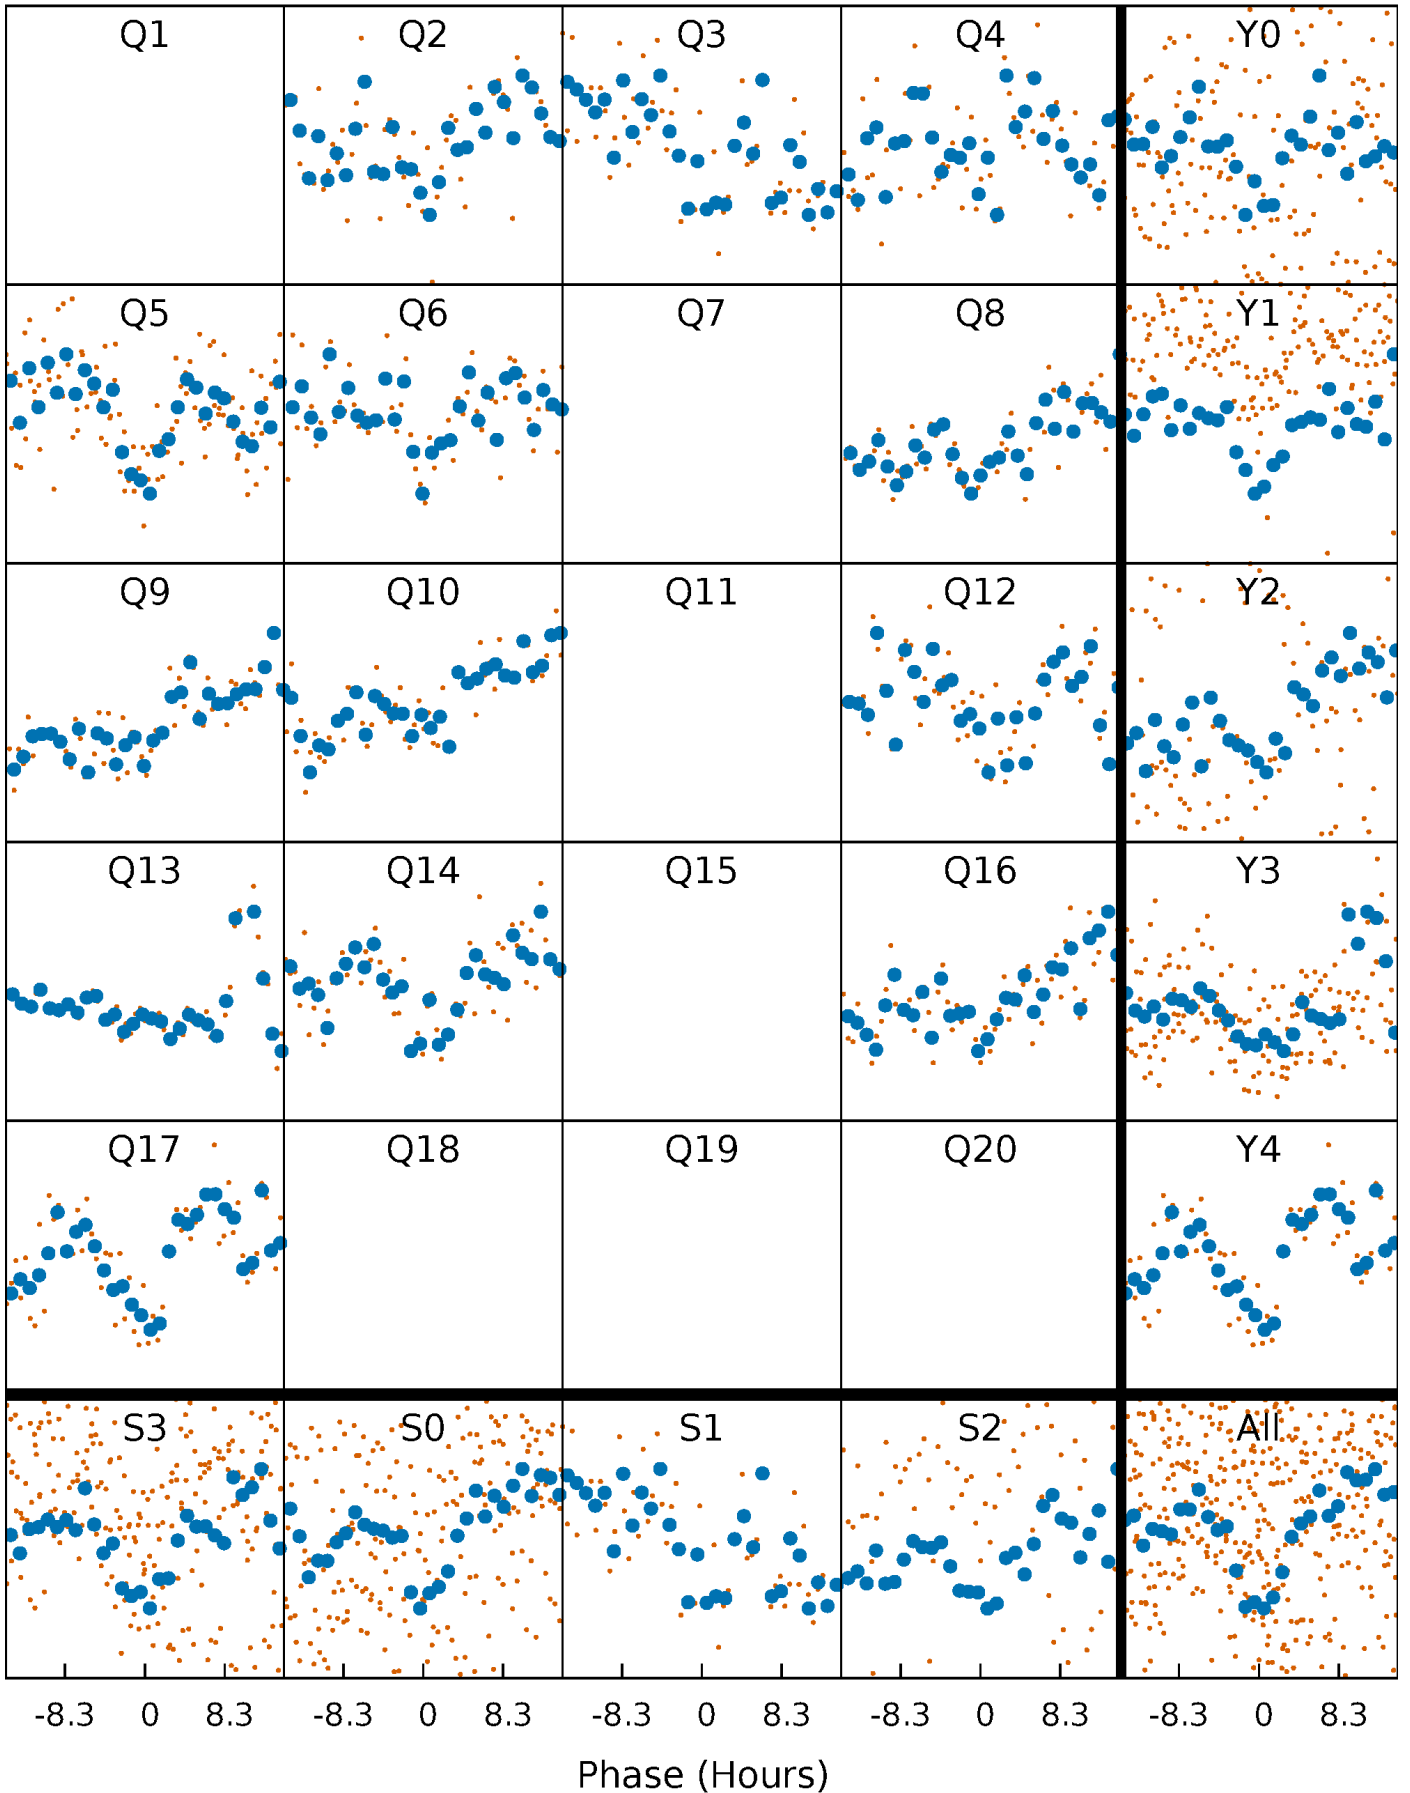 Q1 Q2 Q3 Q4 Y0
Q5 Q6 Q7 Q8 Y1
Q9 Q10 Q11 Q12 Y2
Q13 Q14 Q15 Q16 Y3
Q17 Q18 Q19 Q20 Y4
S3 S0 S1 S2 All
-8.3 0 8.3 -8.3 0 8.3 -8.3 0 8.3 -8.3 0 8.3 -8.3 0 8.3
Phase (Hours)